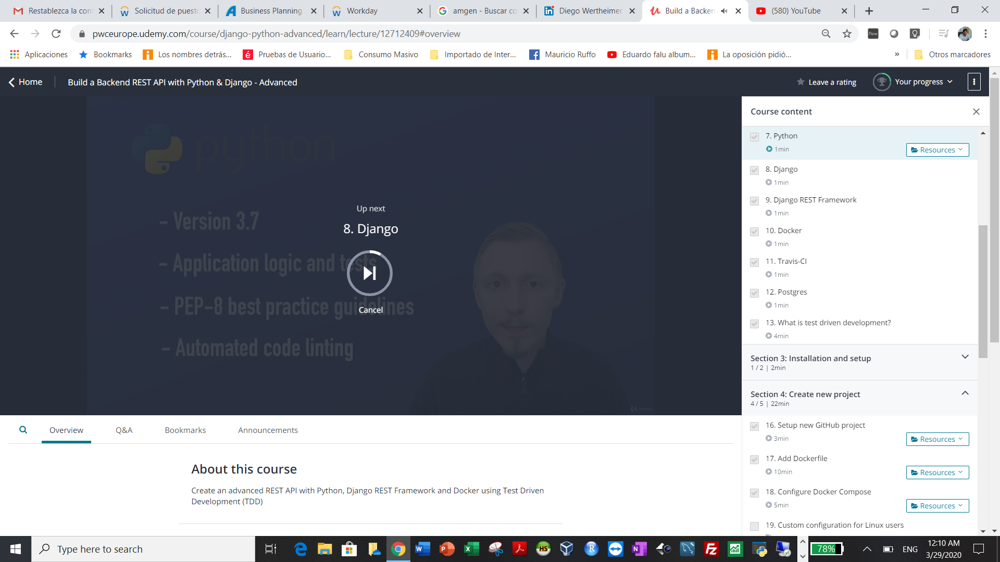 Restablezca la con
Solicitud de puest
Business Planning
Workday
amgen - Buscar co
Diego Wertheimer
Build a Backen
(580) YouTube
pwceurope.udemy.com/course/django-python-advanced/learn/lecture/12712409#overview
Aplicaciones
Bookmarks
Los nombres detrás...
Pruebas de Usuario...
Consumo Masivo
Importado de Inter...
Mauricio Ruffo
Eduardo falu album...
La oposición pidió...
»
Otros marcadores
Home
Build a Backend REST API with Python & Django - Advanced
Leave a rating
Your progress
python
- Version 3.7
- Application logic and tests
- PEP-8 best practice guidelines
- Automated code linting
Up next
8. Django
Cancel
Udemy
Course content
7. Python
1min
Resources
8. Django
1min
9. Django REST Framework
1min
10. Docker
1min
11. Travis-CI
1min
12. Postgres
1min
13. What is test driven development?
4min
Section 3: Installation and setup
1 / 2 | 2min
Section 4: Create new project
4 / 5 | 22min
16. Setup new GitHub project
3min
Resources
17. Add Dockerfile
10min
Resources
18. Configure Docker Compose
5min
Resources
19. Custom configuration for Linux users
Overview
Q&A
Bookmarks
Announcements
About this course
Create an advanced REST API with Python, Django REST Framework and Docker using Test Driven
Development (TDD)
Type here to search
78%
ENG
12:10 AM
3/29/2020